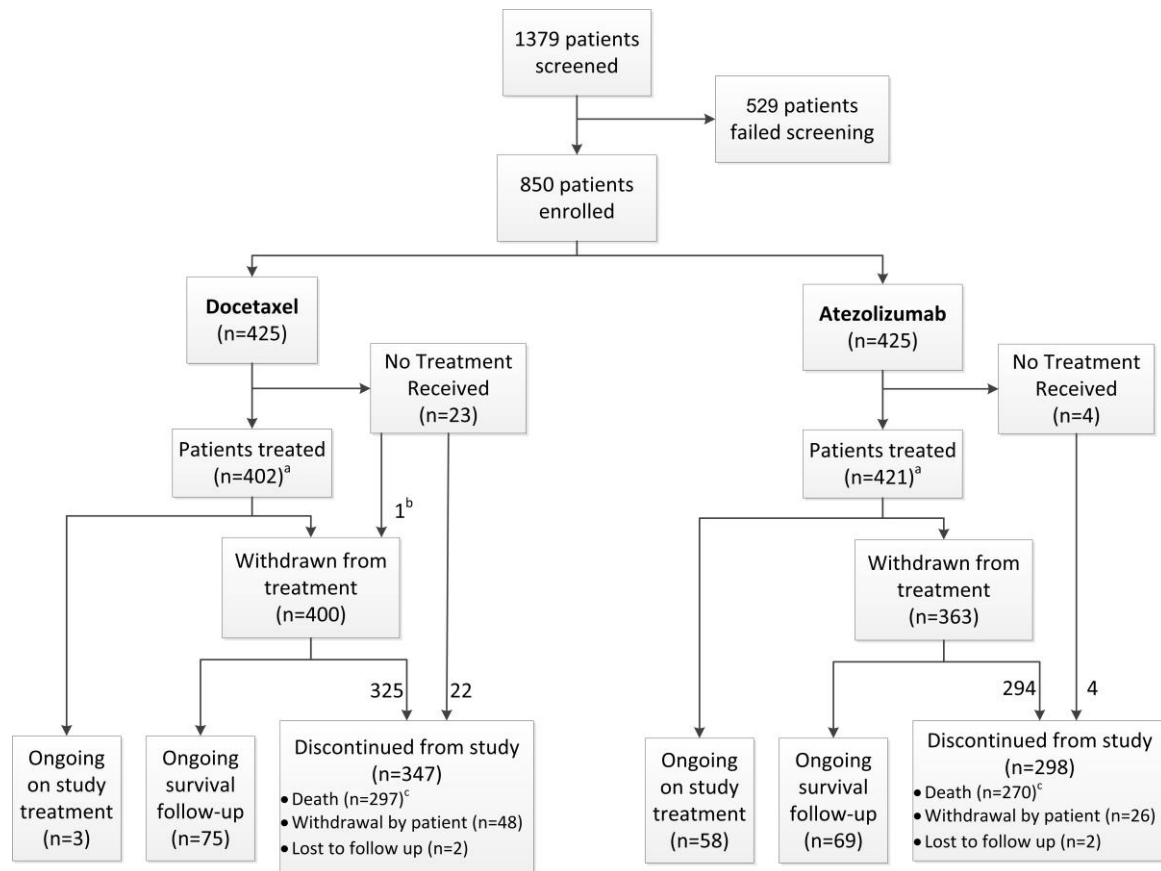 1379 patients
screened
529 patients
failed screening
850 patients
enrolled
Docetaxel
(n=425)
No Treatment
Received
(n=23)
Patients treated
(n=402)a
1b
Withdrawn from
treatment
(n=400)
325
22
Ongoing
on study
treatment
(n=3)
Ongoing
survival
follow-up
(n=75)
Discontinued from study
(n=347)
• Death (n=297)c
• Withdrawal by patient (n=48)
• Lost to follow up (n=2)
Atezolizumab
(n=425)
No Treatment
Received
(n=4)
Patients treated
(n=421)a
Withdrawn from
treatment
(n=363)
294
4
Ongoing
on study
treatment
(n=58)
Ongoing
survival
follow-up
(n=69)
Discontinued from study
(n=298)
• Death (n=270)c
• Withdrawal by patient (n=26)
• Lost to follow up (n=2)